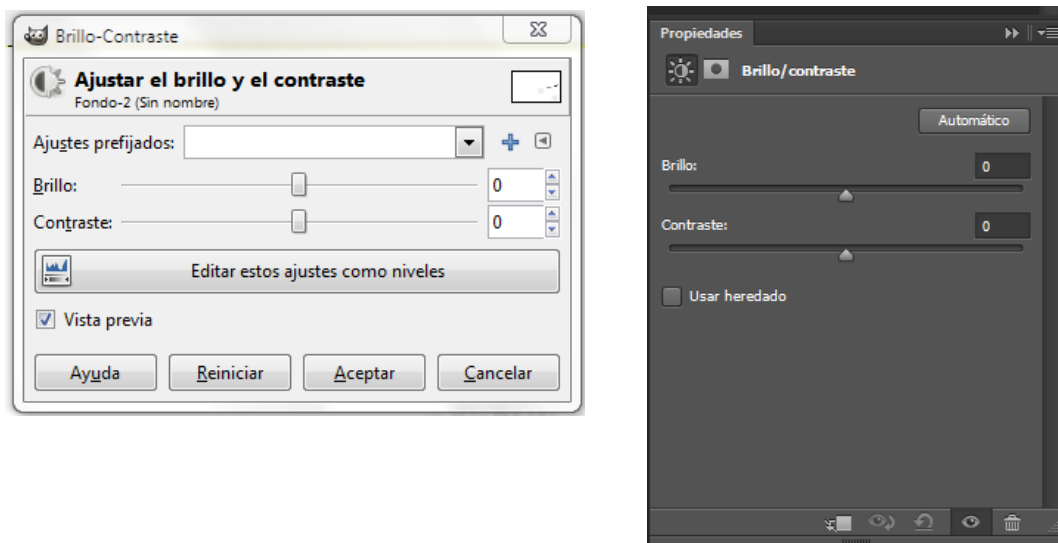 Brillo-Contraste
Ajustar el brillo y el contraste
Fondo-2 (Sin nombre)
Ajustes prefijados:
Brillo: 0
Contraste: 0
Editar estos ajustes como niveles
Vista previa
Ayuda Reiniciar Aceptar Cancelar
Propiedades
Brillo/contraste
Automático
Brillo: 0
Contraste: 0
Usar heredado